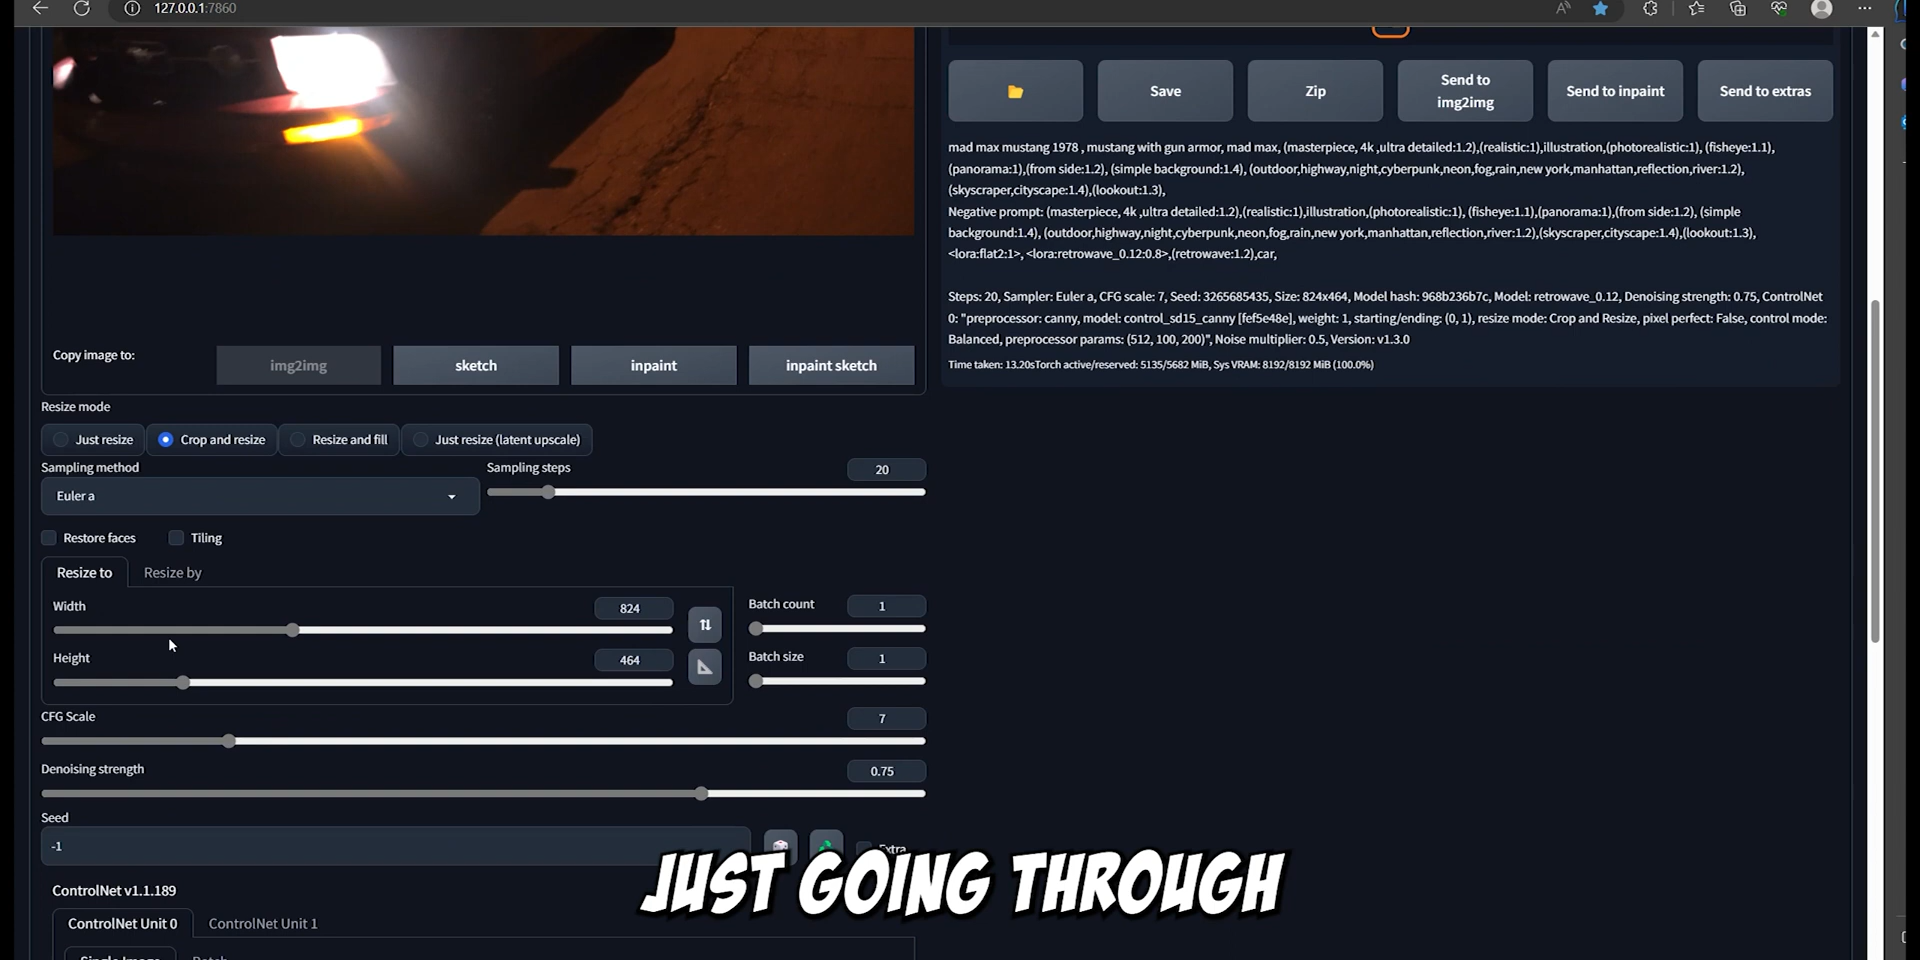 127.0.0.1:7860
Save
Zip
Send to
img2img
Send to inpaint
Send to extras
mad max mustang 1978 , mustang with gun armor, mad max, (masterpiece, 4k ,ultra detailed:1.2),(realistic:1),illustration,(photorealistic:1), (fisheye:1.1),
(panorama:1),(from side:1.2), (simple background:1.4), (outdoor,highway,night,cyberpunk,neon,fog,rain,new york,manhattan,reflection,river:1.2),
(skyscraper,cityscape:1.4),(lookout:1.3),
Negative prompt: (masterpiece, 4k ,ultra detailed:1.2),(realistic:1),illustration,(photorealistic:1), (fisheye:1.1),(panorama:1),(from side:1.2), (simple
background:1.4), (outdoor,highway,night,cyberpunk,neon,fog,rain,new york,manhattan,reflection,river:1.2),(skyscraper,cityscape:1.4),(lookout:1.3),
<lora:flat2:1>, <lora:retrowave_0.12:0.8>,(retrowave:1.2),car,
Steps: 20, Sampler: Euler a, CFG scale: 7, Seed: 3265685435, Size: 824x464, Model hash: 968b236b7c, Model: retrowave_0.12, Denoising strength: 0.75, ControlNet
0: "preprocessor: canny, model: control_sd15_canny [fef5e48e], weight: 1, starting/ending: (0, 1), resize mode: Crop and Resize, pixel perfect: False, control mode:
Balanced, preprocessor params: (512, 100, 200)", Noise multiplier: 0.5, Version: v1.3.0
Time taken: 13.20sTorch active/reserved: 5135/5682 MiB, Sys VRAM: 8192/8192 MiB (100.0%)
Copy image to:
img2img
sketch
inpaint
inpaint sketch
Resize mode
Just resize
Crop and resize
Resize and fill
Just resize (latent upscale)
Sampling method
Euler a
Sampling steps
20
Restore faces
Tiling
Resize to
Resize by
Width
824
Height
464
Batch count
1
Batch size
1
CFG Scale
7
Denoising strength
0.75
Seed
-1
Extra
JUST GOING THROUGH
ControlNet v1.1.189
ControlNet Unit 0
ControlNet Unit 1
Single Image
Batch